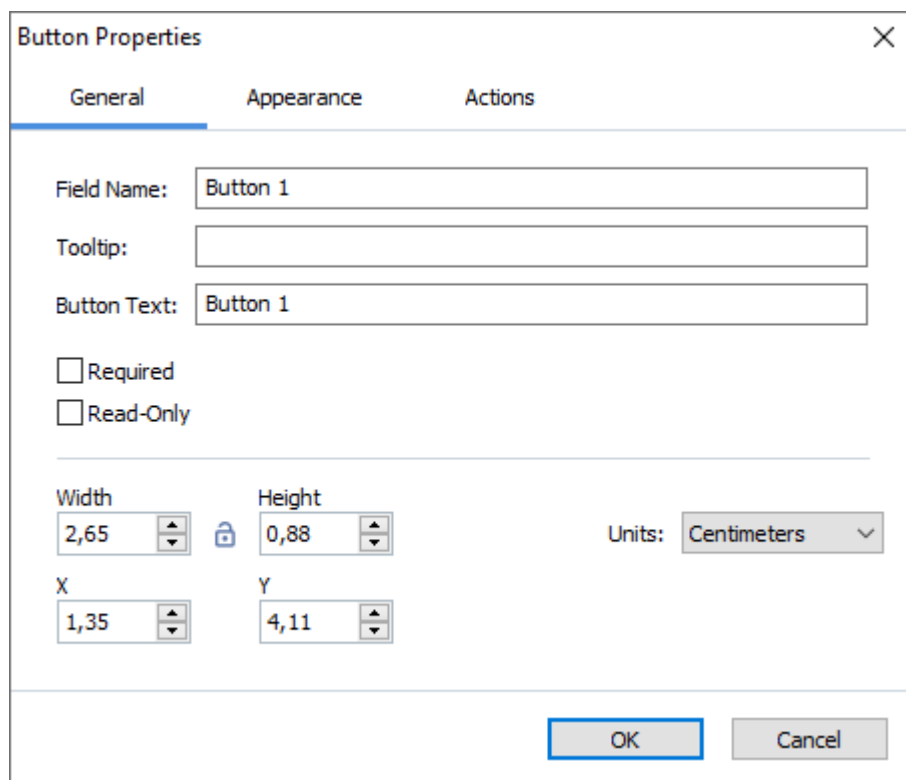 Button Properties
General Appearance Actions
Field Name: Button 1
Tooltip:
Button Text: Button 1
Required
Read-Only
Width Height
2,65 0,88 Units: Centimeters
X Y
1,35 4,11
OK Cancel